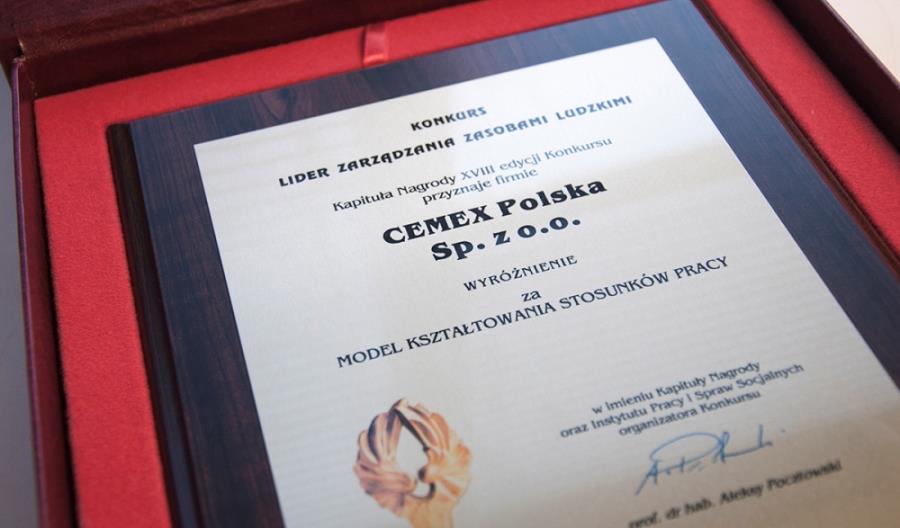 KONKURS
LIDER ZARZĄDZANIA ZASOBAMI LUDZKIMI
Kapituła Nagrody XVIII edycji Konkursu
przyznaje firmie
CEMEX Polska
Sp. z o.o.
WYRÓŻNIENIE
za
MODEL KSZTAŁTOWANIA STOSUNKÓW PRACY
w imieniu Kapituły Nagrody
oraz Instytutu Pracy i Spraw Socjalnych
organizatora Konkursu
prof. dr hab. Aleksy Pocztowski